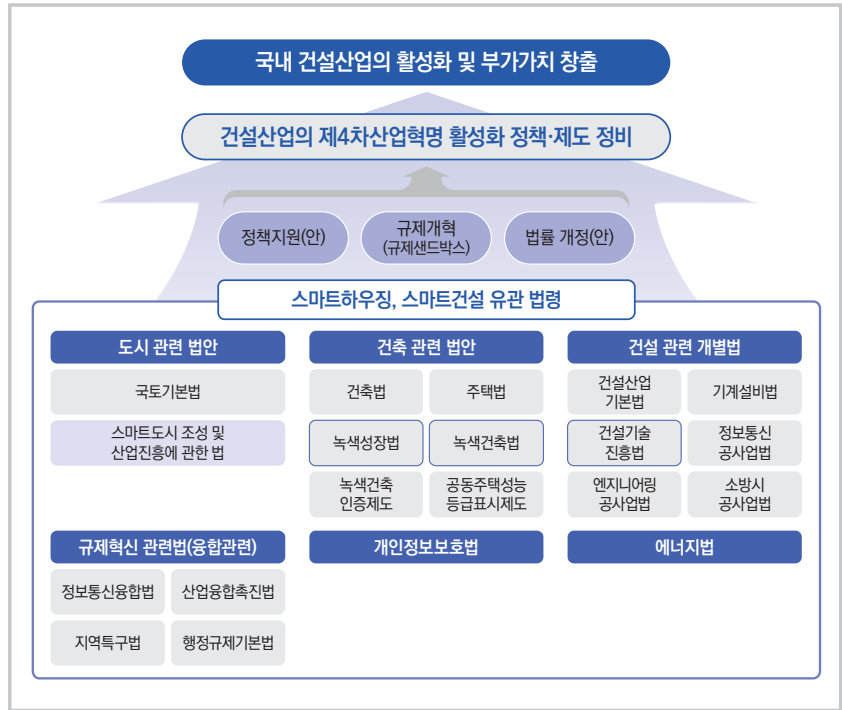 국내 건설산업의 활성화 및 부가가치 창출
건설산업의 제4차산업혁명 활성화 정책·제도 정비
정책지원(안)
규제개혁
(규제샌드박스)
법률 개정(안)
스마트하우징, 스마트건설 유관 법령
도시 관련 법안
국토기본법
스마트도시 조성 및
산업진흥에 관한 법
건축 관련 법안
건축법
주택법
녹색성장법
녹색건축법
녹색건축
인증제도
공동주택성능
등급표시제도
건설 관련 개별법
건설산업
기본법
기계설비법
건설기술
진흥법
정보통신
공사업법
엔지니어링
공사업법
소방시
공사업법
규제혁신 관련법(융합관련)
정보통신융합법
산업융합촉진법
지역특구법
행정규제기본법
개인정보보호법
에너지법